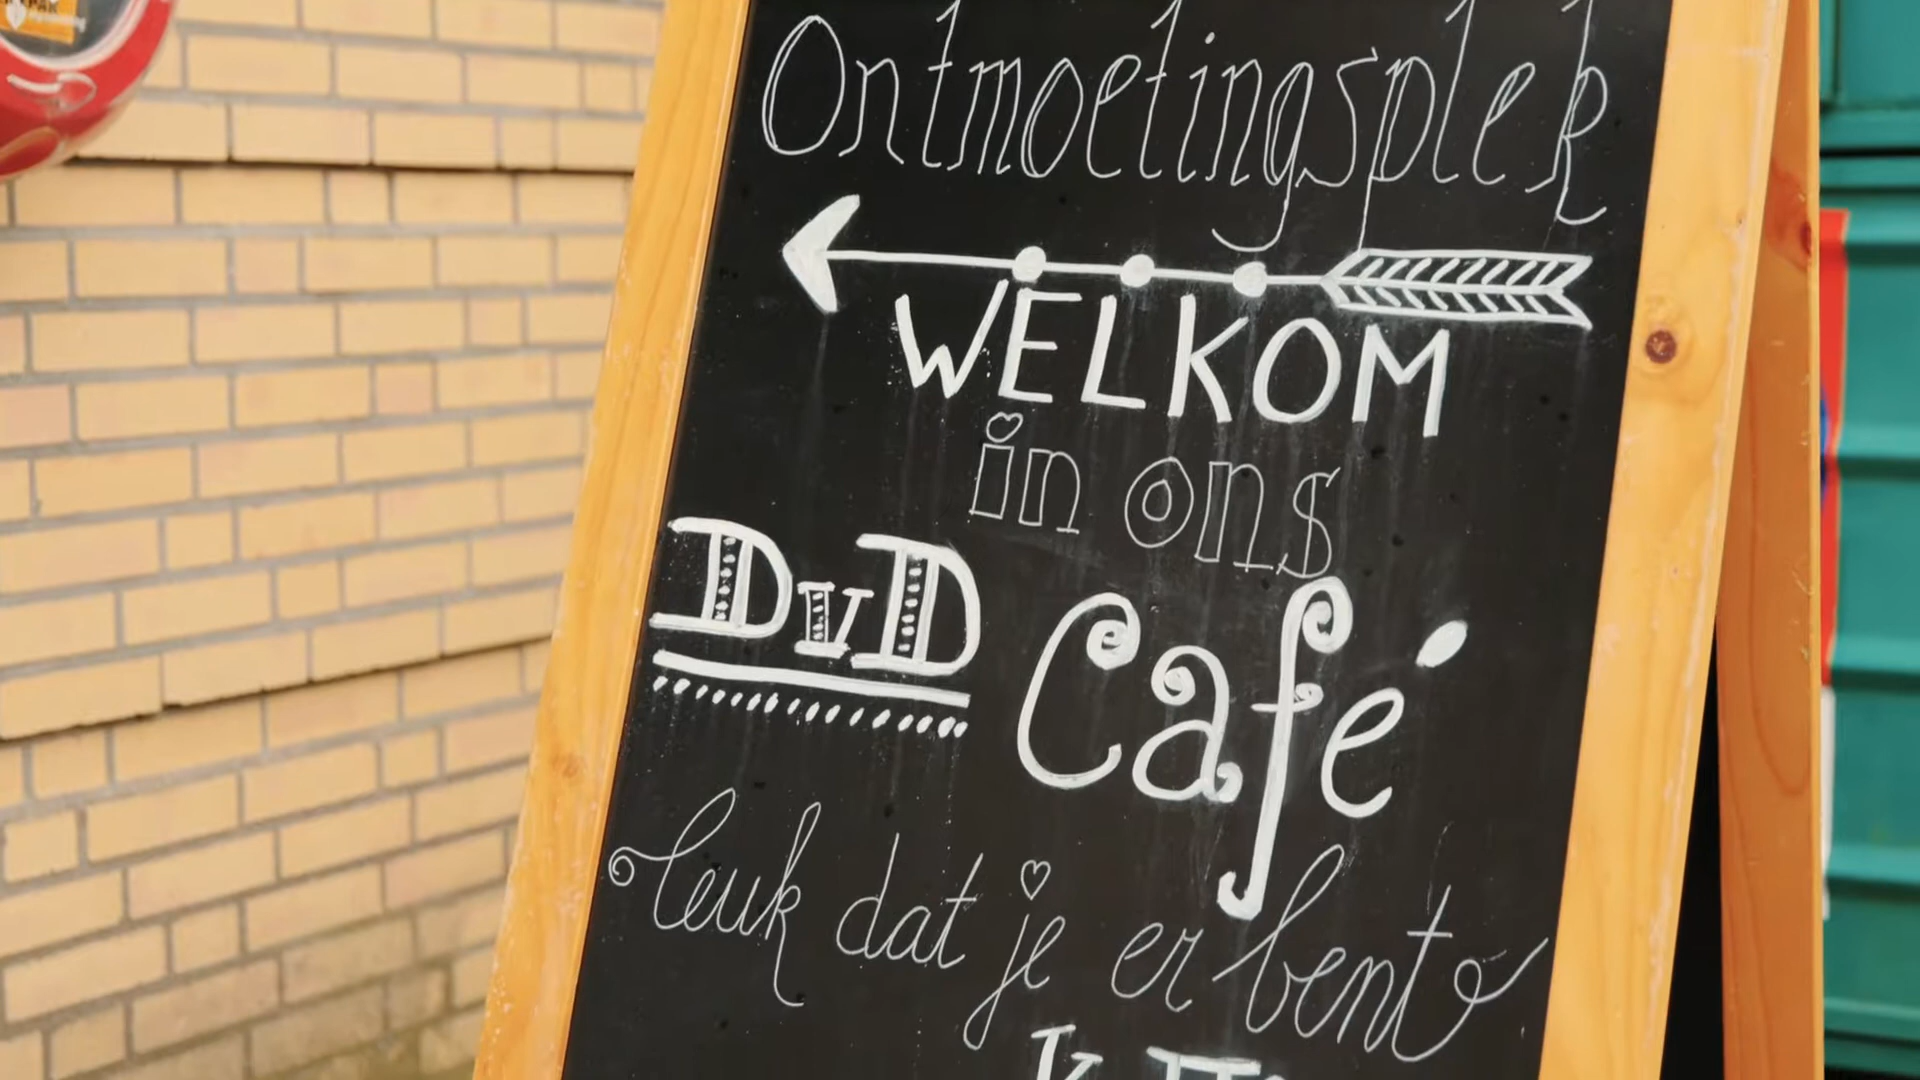 Ontmoetingsplek
WELKOM
in ons
DvD Café
leuk dat je er bent